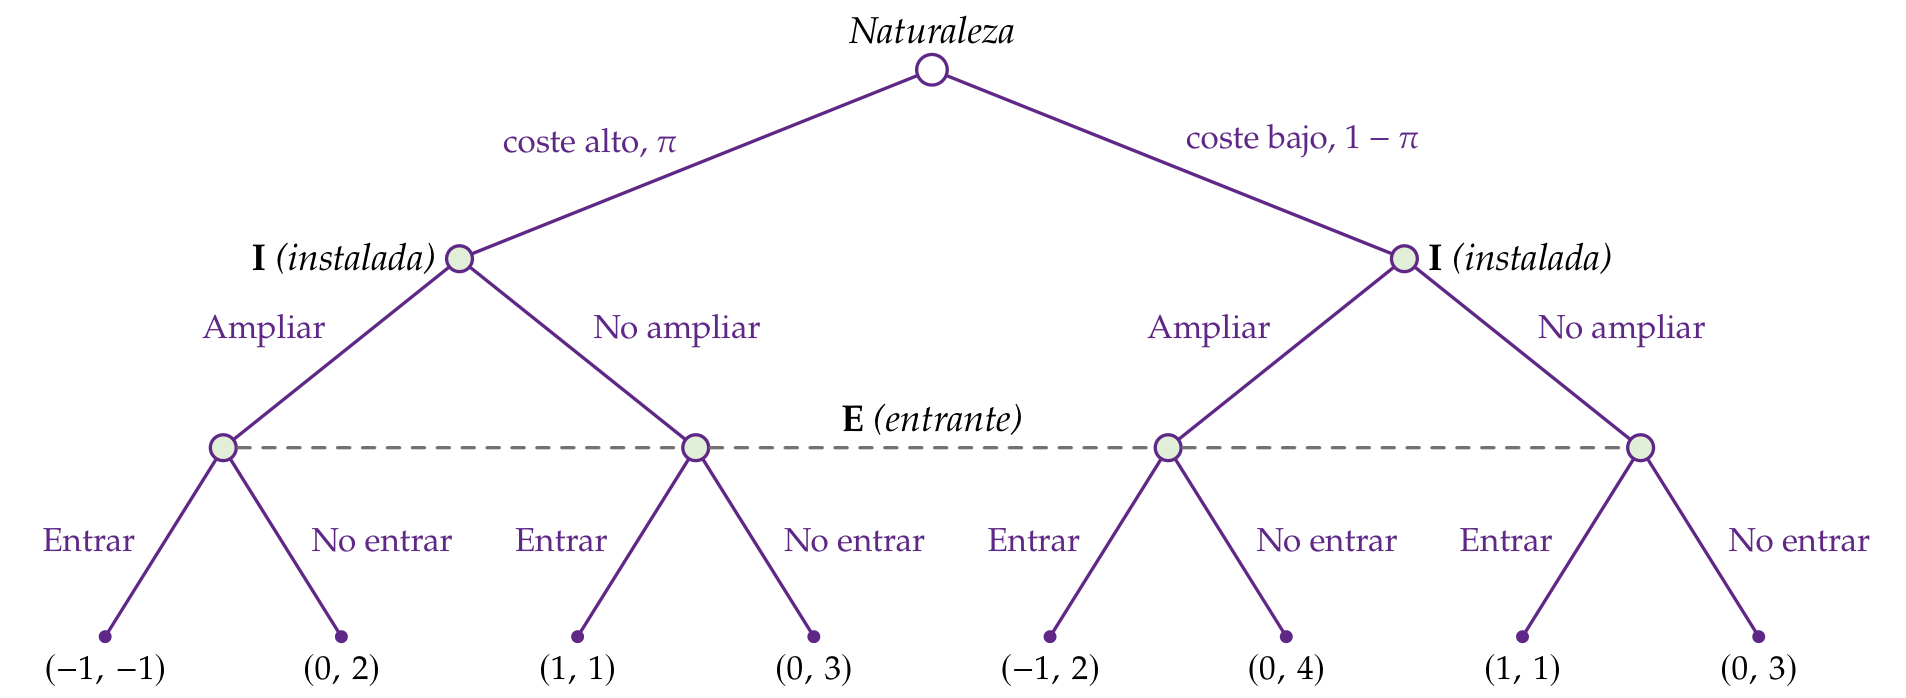 Naturaleza
coste alto, π
coste bajo, 1 − π
I (instalada)
I (instalada)
Ampliar
No ampliar
Ampliar
No ampliar
E (entrante)
Entrar
No entrar
Entrar
No entrar
Entrar
No entrar
Entrar
No entrar
(−1, −1)
(0, 2)
(1, 1)
(0, 3)
(−1, 2)
(0, 4)
(1, 1)
(0, 3)